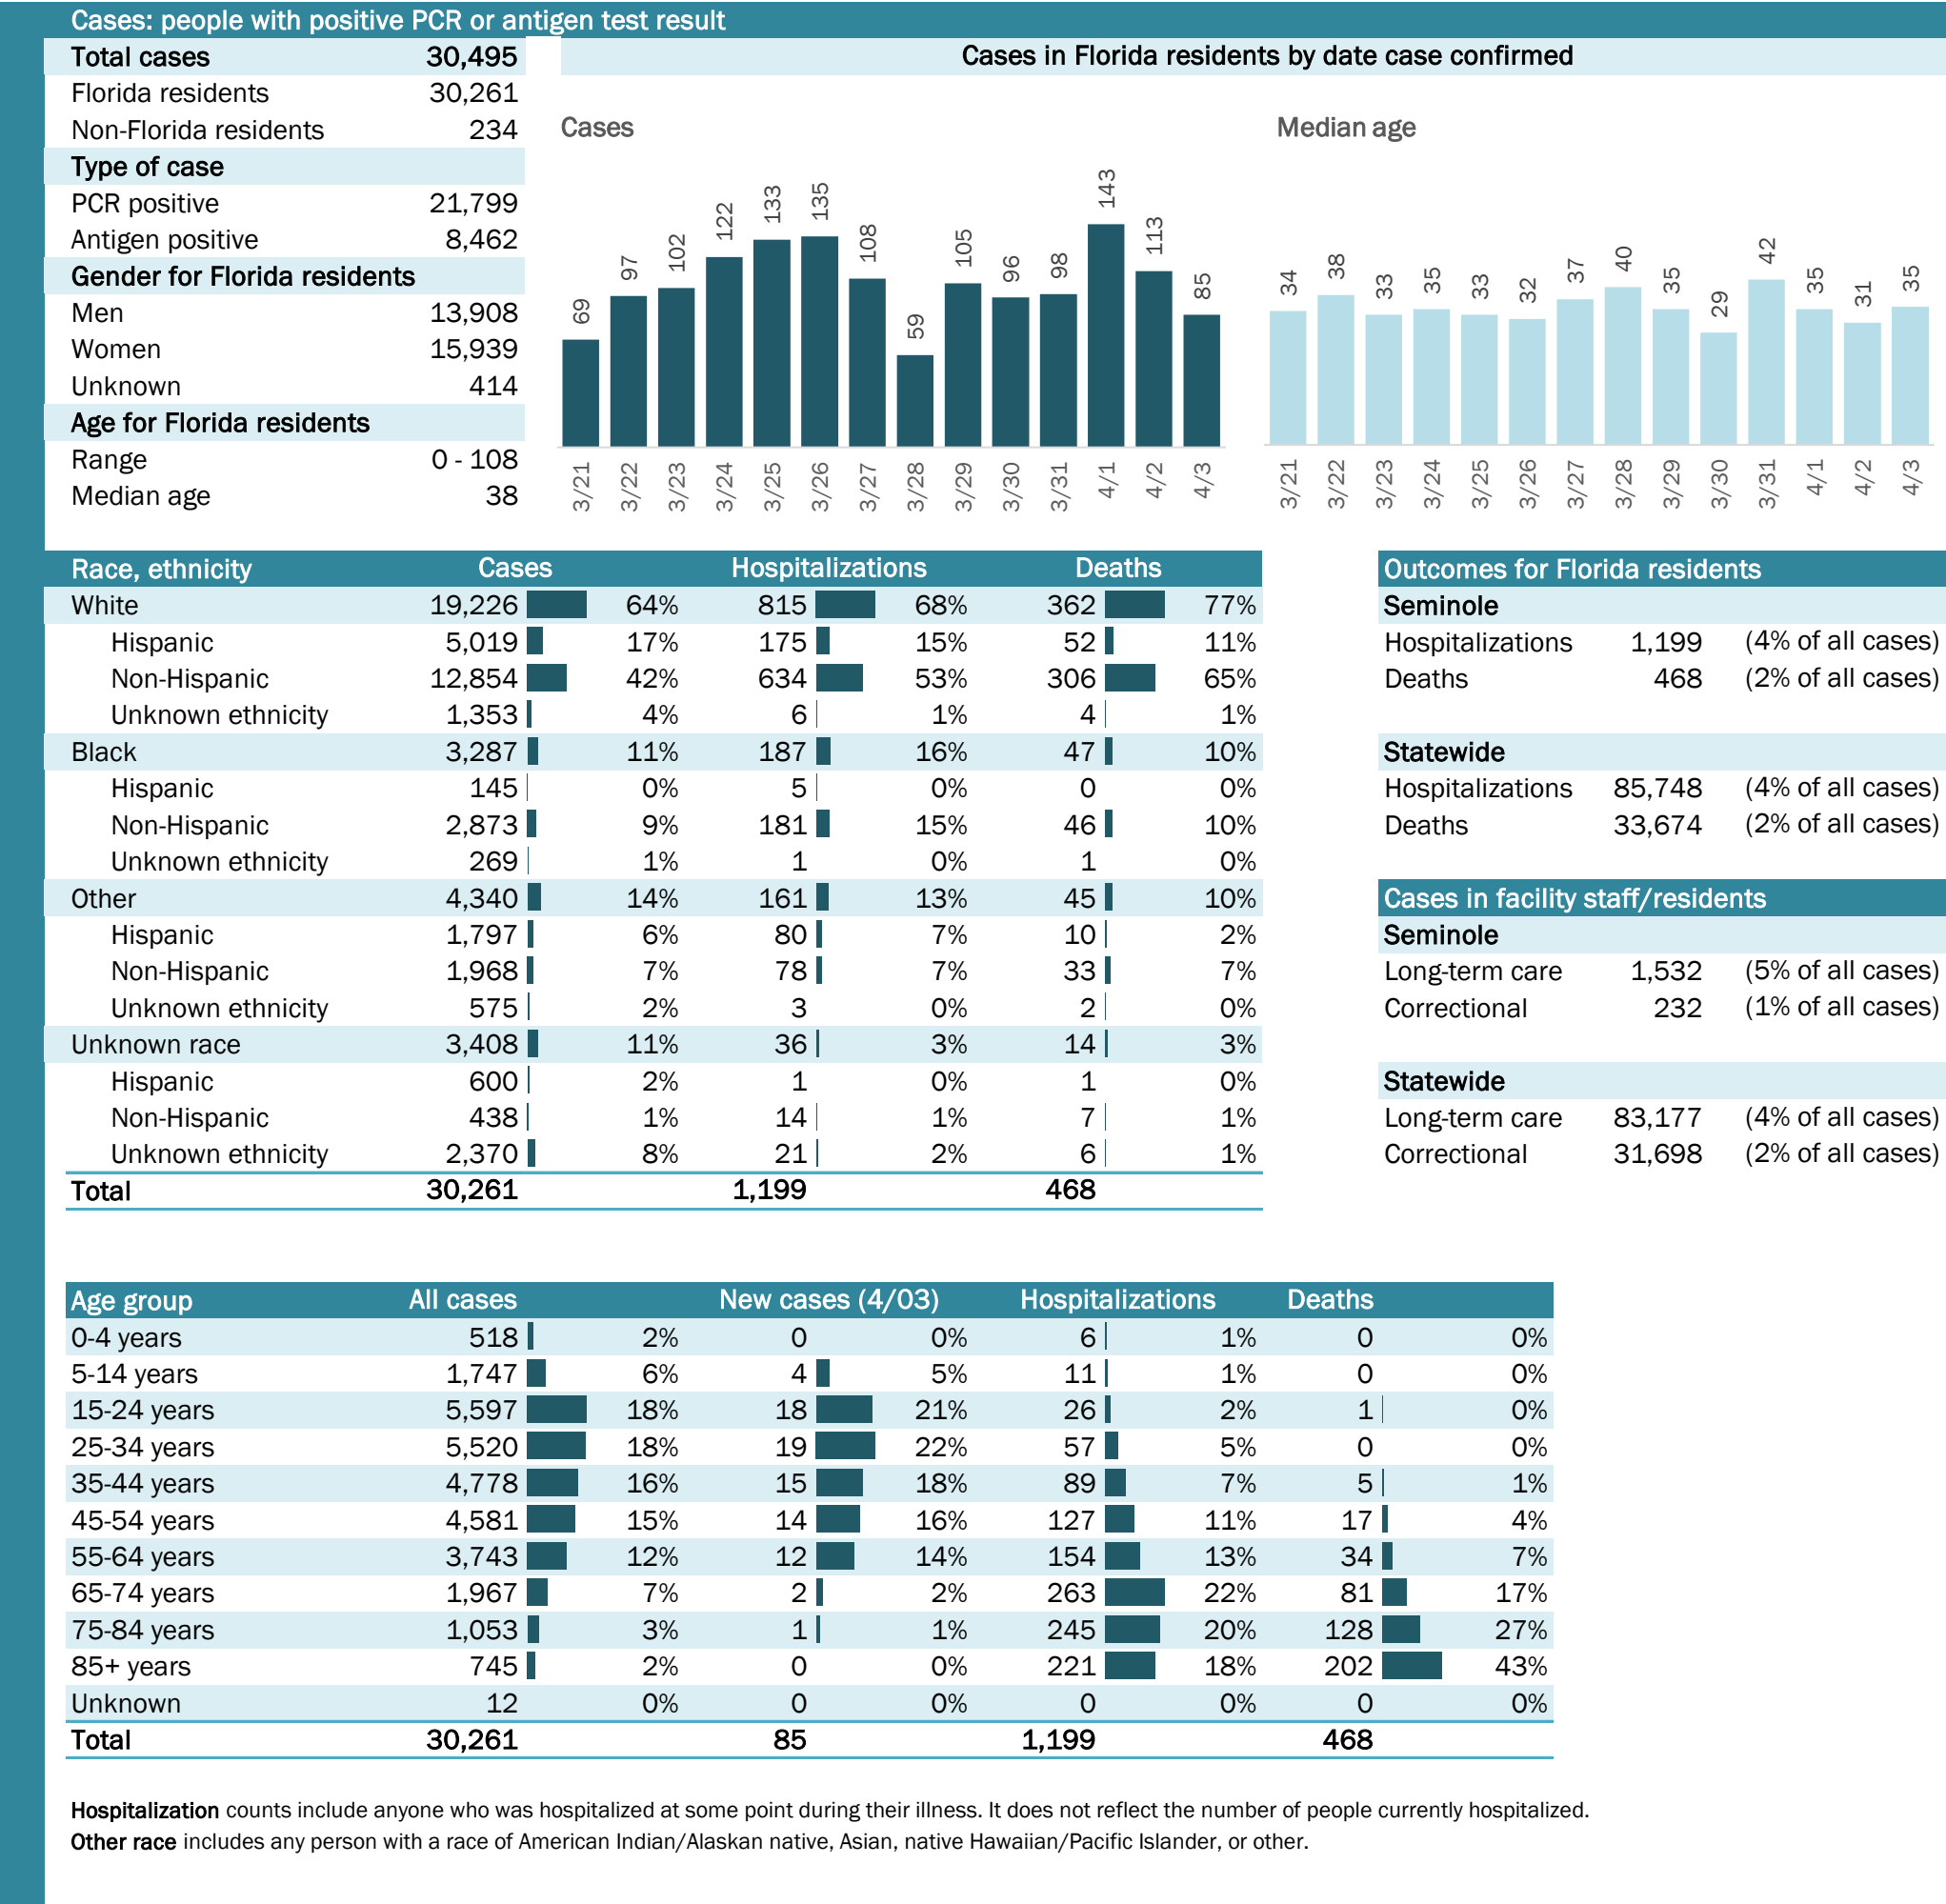 Cases: people with positive PCR or antigen test result
Total cases 30,495
Florida residents 30,261
Non-Florida residents 234
Type of case
PCR positive 21,799
Antigen positive 8,462
Gender for Florida residents
Men 13,908
Women 15,939
Unknown 414
Age for Florida residents
Range 0 - 108
Median age 38
Cases in Florida residents by date case confirmed
Cases
69 97 102 122 133 135 108 59 105 96 98 143 113 85
3/21 3/22 3/23 3/24 3/25 3/26 3/27 3/28 3/29 3/30 3/31 4/1 4/2 4/3
Median age
34 38 33 35 33 32 37 40 35 29 42 35 31 35
3/21 3/22 3/23 3/24 3/25 3/26 3/27 3/28 3/29 3/30 3/31 4/1 4/2 4/3
Race, ethnicity Cases Hospitalizations Deaths
White 19,226 64% 815 68% 362 77%
Hispanic 5,019 17% 175 15% 52 11%
Non-Hispanic 12,854 42% 634 53% 306 65%
Unknown ethnicity 1,353 4% 6 1% 4 1%
Black 3,287 11% 187 16% 47 10%
Hispanic 145 0% 5 0% 0 0%
Non-Hispanic 2,873 9% 181 15% 46 10%
Unknown ethnicity 269 1% 1 0% 1 0%
Other 4,340 14% 161 13% 45 10%
Hispanic 1,797 6% 80 7% 10 2%
Non-Hispanic 1,968 7% 78 7% 33 7%
Unknown ethnicity 575 2% 3 0% 2 0%
Unknown race 3,408 11% 36 3% 14 3%
Hispanic 600 2% 1 0% 1 0%
Non-Hispanic 438 1% 14 1% 7 1%
Unknown ethnicity 2,370 8% 21 2% 6 1%
Total 30,261 1,199 468
Outcomes for Florida residents
Seminole
Hospitalizations 1,199 (4% of all cases)
Deaths 468 (2% of all cases)
Statewide
Hospitalizations 85,748 (4% of all cases)
Deaths 33,674 (2% of all cases)
Cases in facility staff/residents
Seminole
Long-term care 1,532 (5% of all cases)
Correctional 232 (1% of all cases)
Statewide
Long-term care 83,177 (4% of all cases)
Correctional 31,698 (2% of all cases)
Age group All cases New cases (4/03) Hospitalizations Deaths
0-4 years 518 2% 0 0% 6 1% 0 0%
5-14 years 1,747 6% 4 5% 11 1% 0 0%
15-24 years 5,597 18% 18 21% 26 2% 1 0%
25-34 years 5,520 18% 19 22% 57 5% 0 0%
35-44 years 4,778 16% 15 18% 89 7% 5 1%
45-54 years 4,581 15% 14 16% 127 11% 17 4%
55-64 years 3,743 12% 12 14% 154 13% 34 7%
65-74 years 1,967 7% 2 2% 263 22% 81 17%
75-84 years 1,053 3% 1 1% 245 20% 128 27%
85+ years 745 2% 0 0% 221 18% 202 43%
Unknown 12 0% 0 0% 0 0% 0 0%
Total 30,261 85 1,199 468
Hospitalization counts include anyone who was hospitalized at some point during their illness. It does not reflect the number of people currently hospitalized.
Other race includes any person with a race of American Indian/Alaskan native, Asian, native Hawaiian/Pacific Islander, or other.